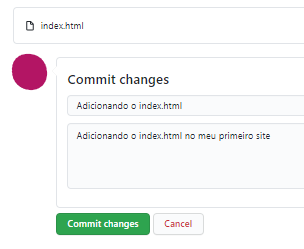 index.html
Commit changes
Adicionando o index.html
Adicionando o index.html no meu primeiro site
Commit changes
Cancel